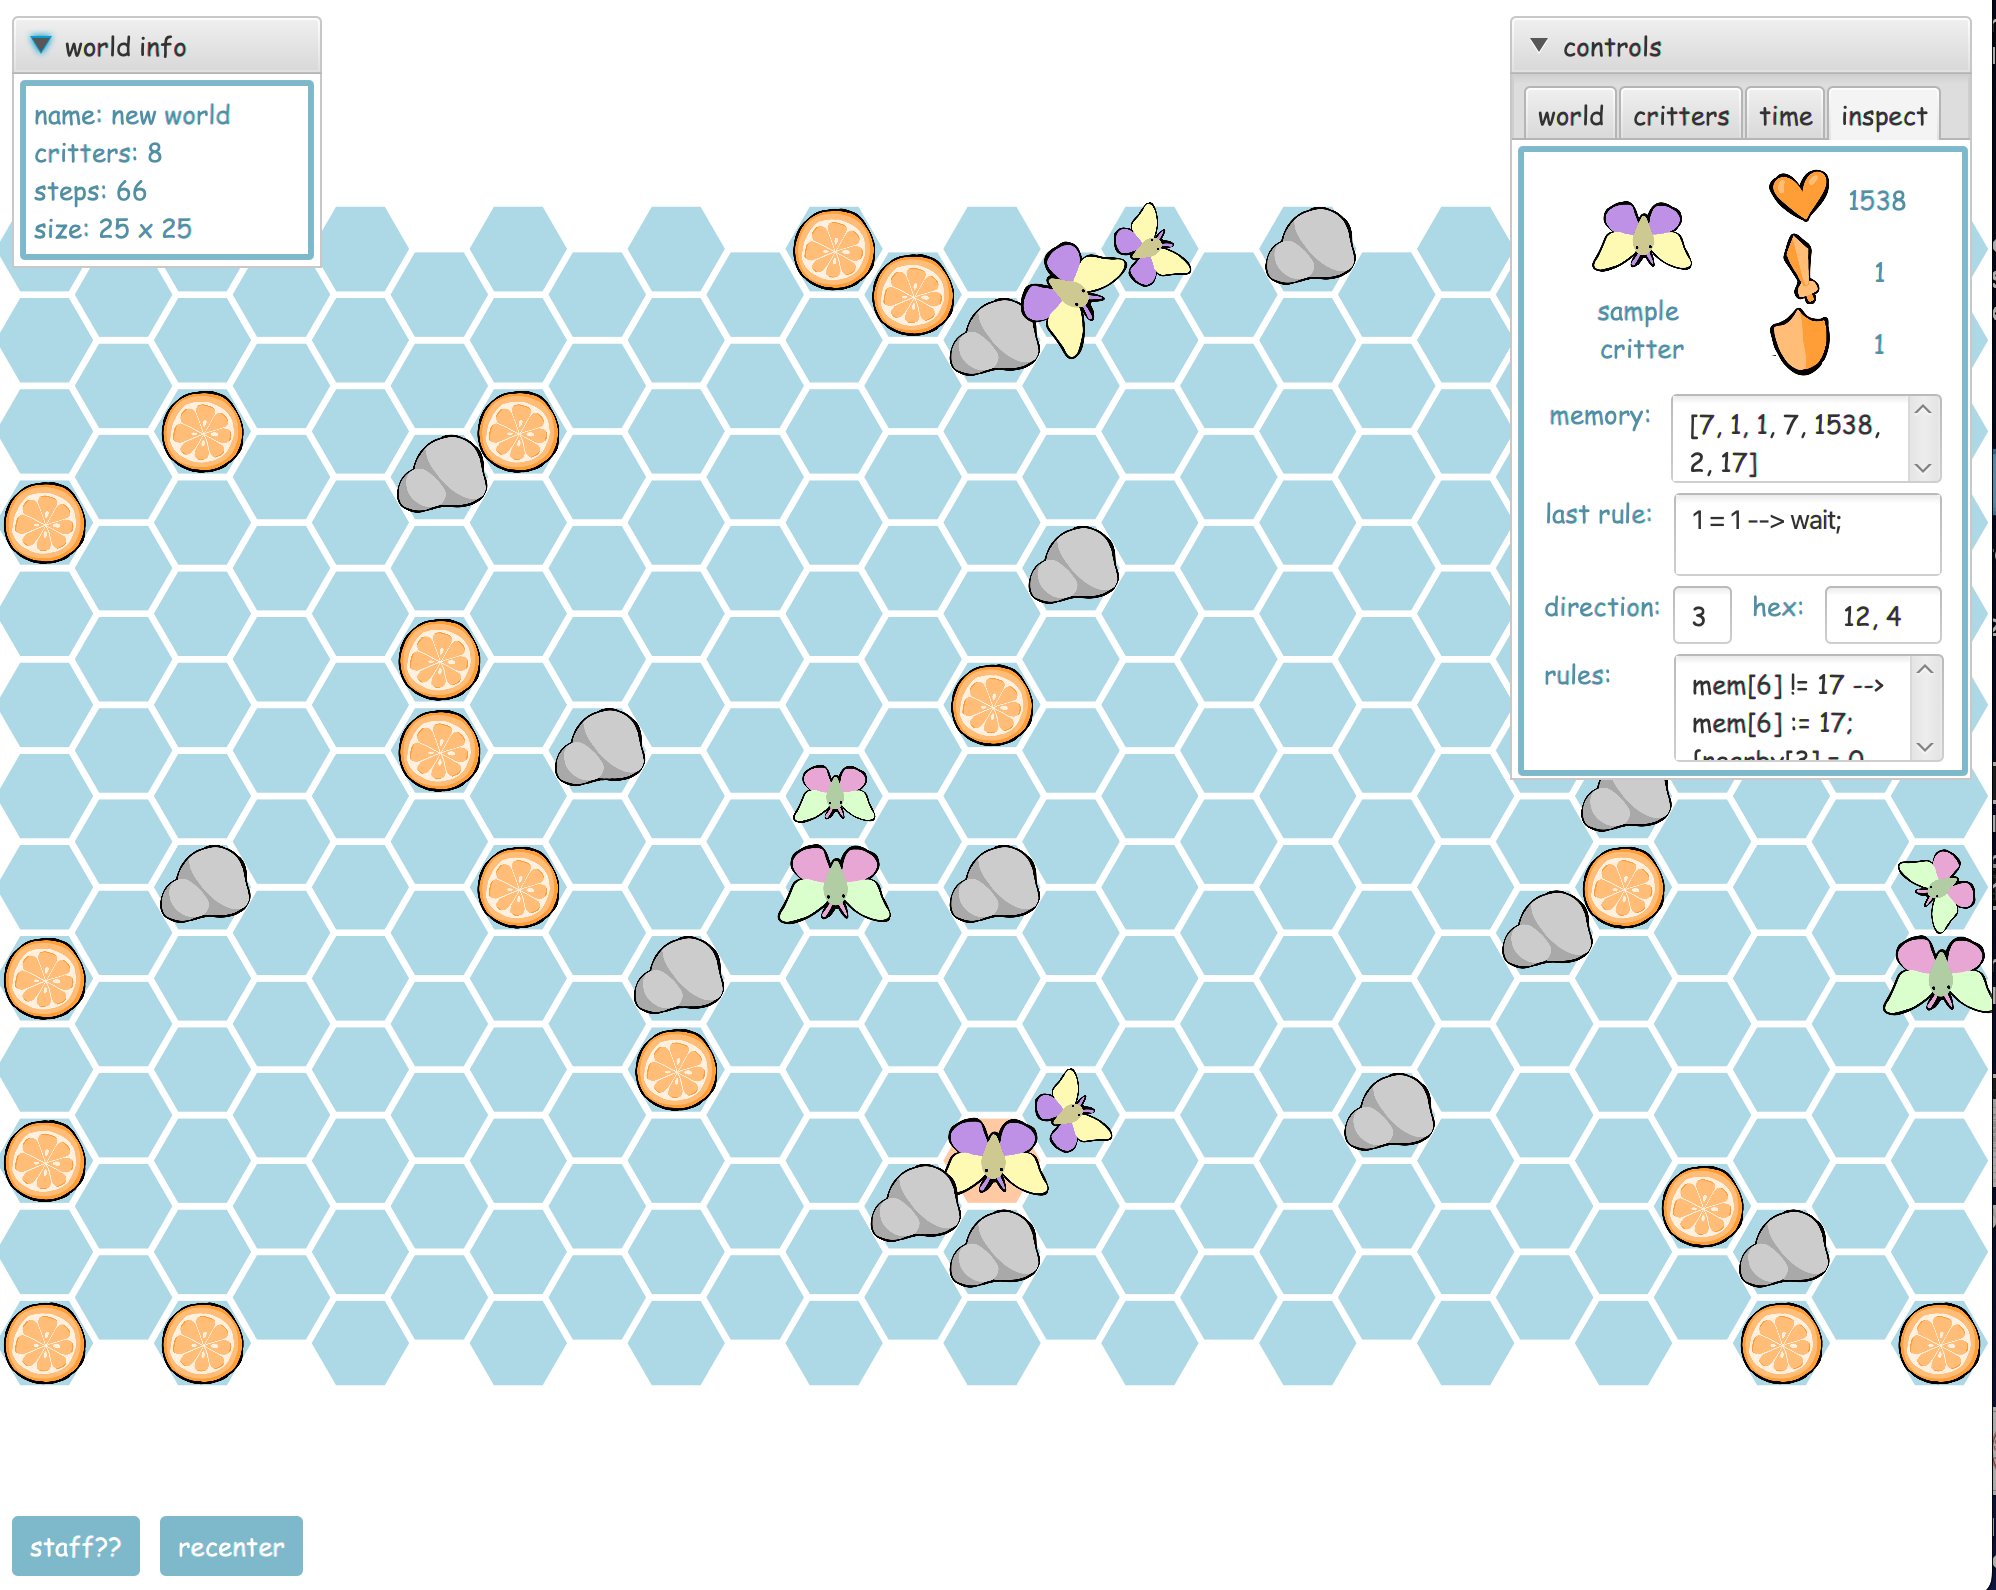 world info
name: new world
critters: 8
steps: 66
size: 25 x 25
controls
world critters time inspect
1538
1
sample
critter
1
memory: [7, 1, 1, 7, 1538,
2, 17]
last rule: 1 = 1 --> wait;
direction: 3 hex: 12, 4
rules: mem[6] != 17 -->
mem[6] := 17;
staff?? recenter